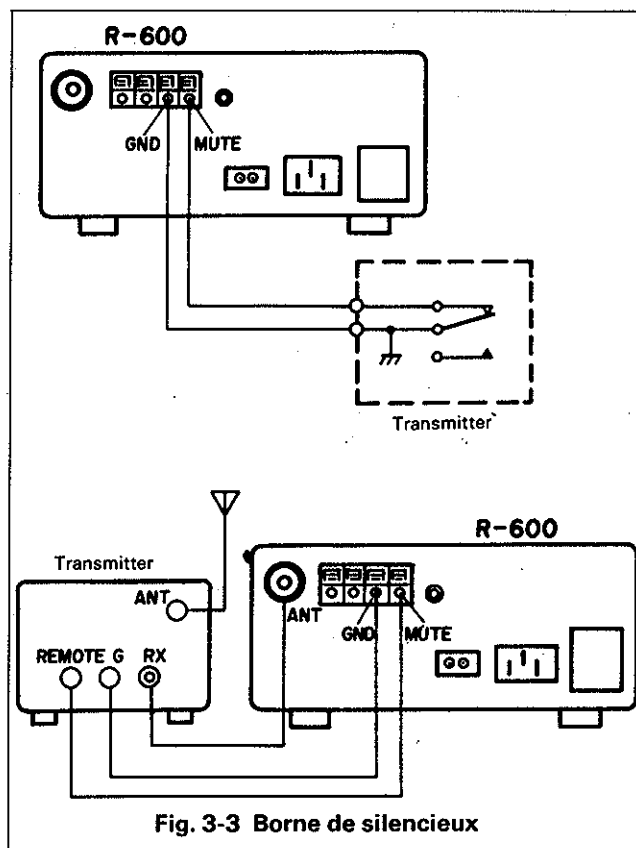 R-600
GND MUTE
Transmitter
R-600
Transmitter
ANT
ANT
GND MUTE
REMOTE G RX
Fig. 3-3 Borne de silencieux